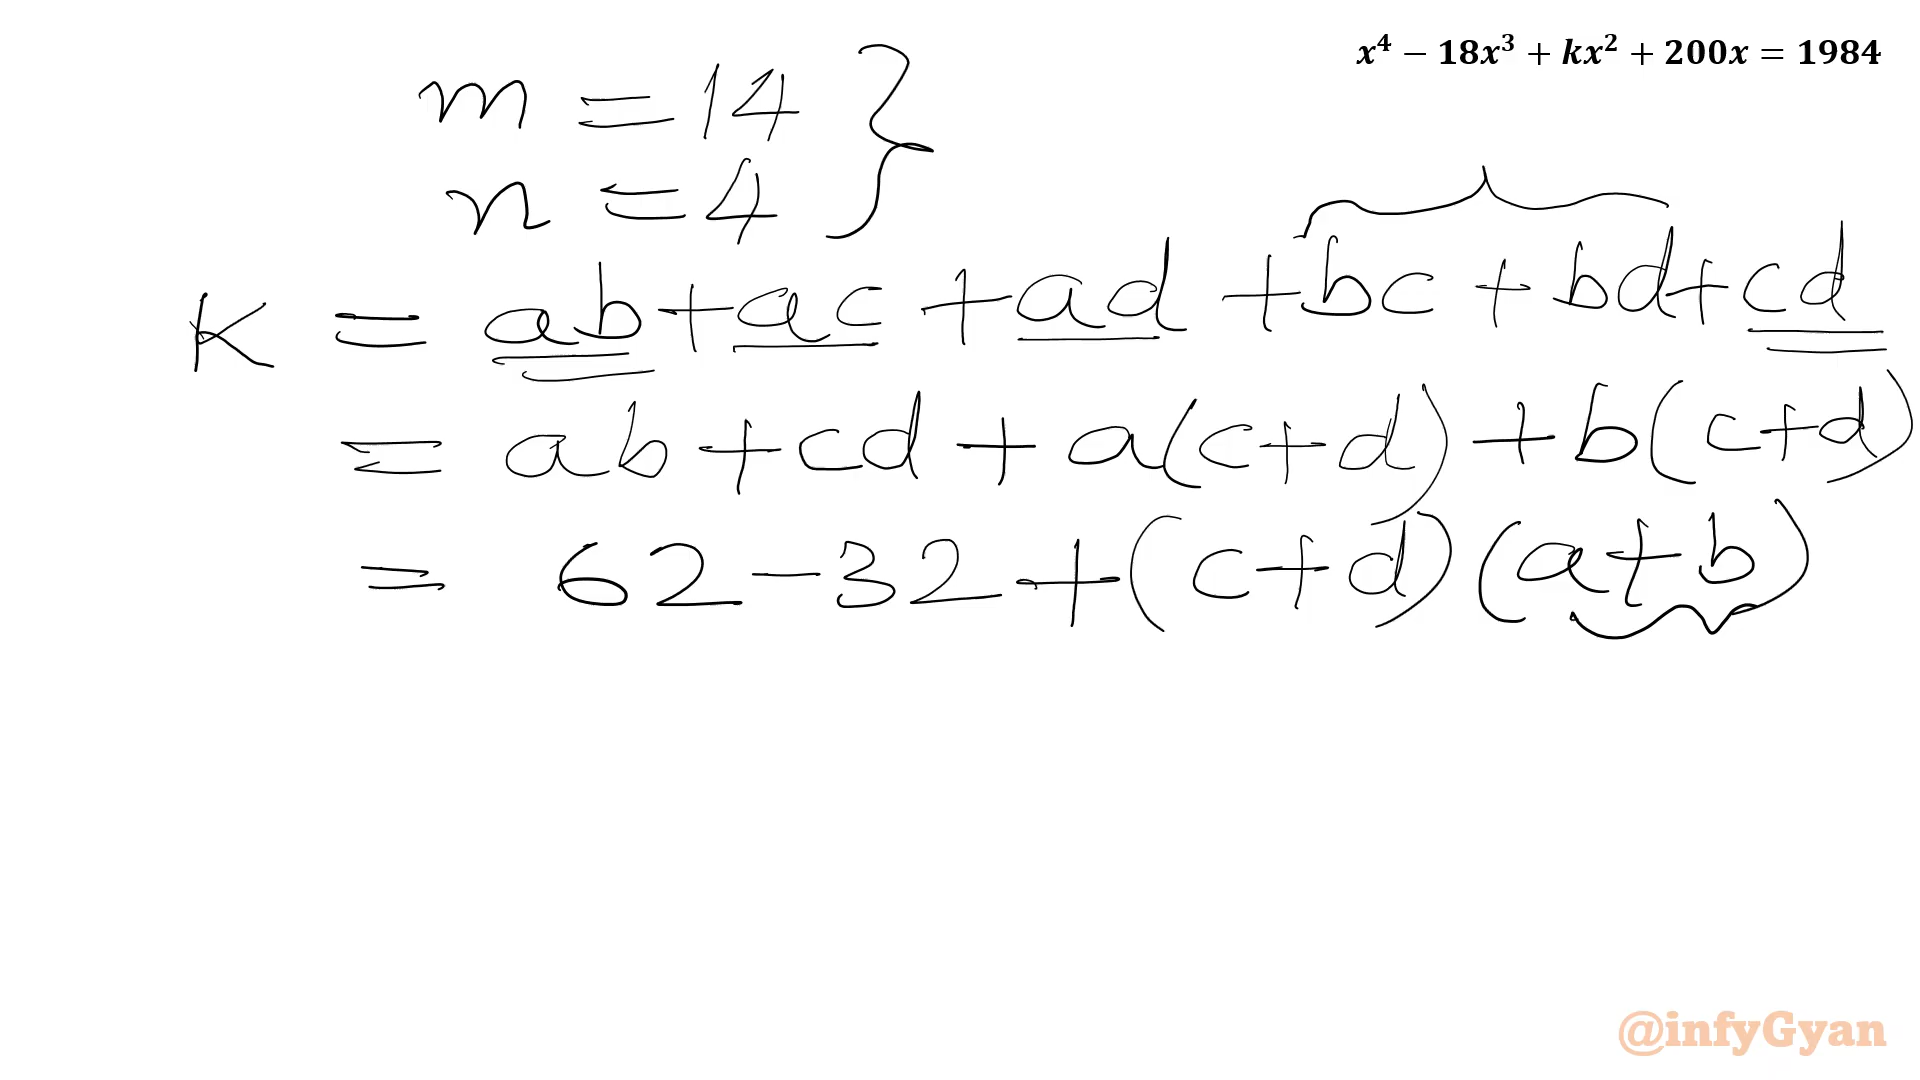 x⁴ − 18x³ + kx² + 200x = 1984
m = 14
n = 4
K = ab + ac + ad + bc + bd + cd
= ab + cd + a(c+d) + b(c+d)
= 62 − 32 + (c+d)(a+b)
@infyGyan